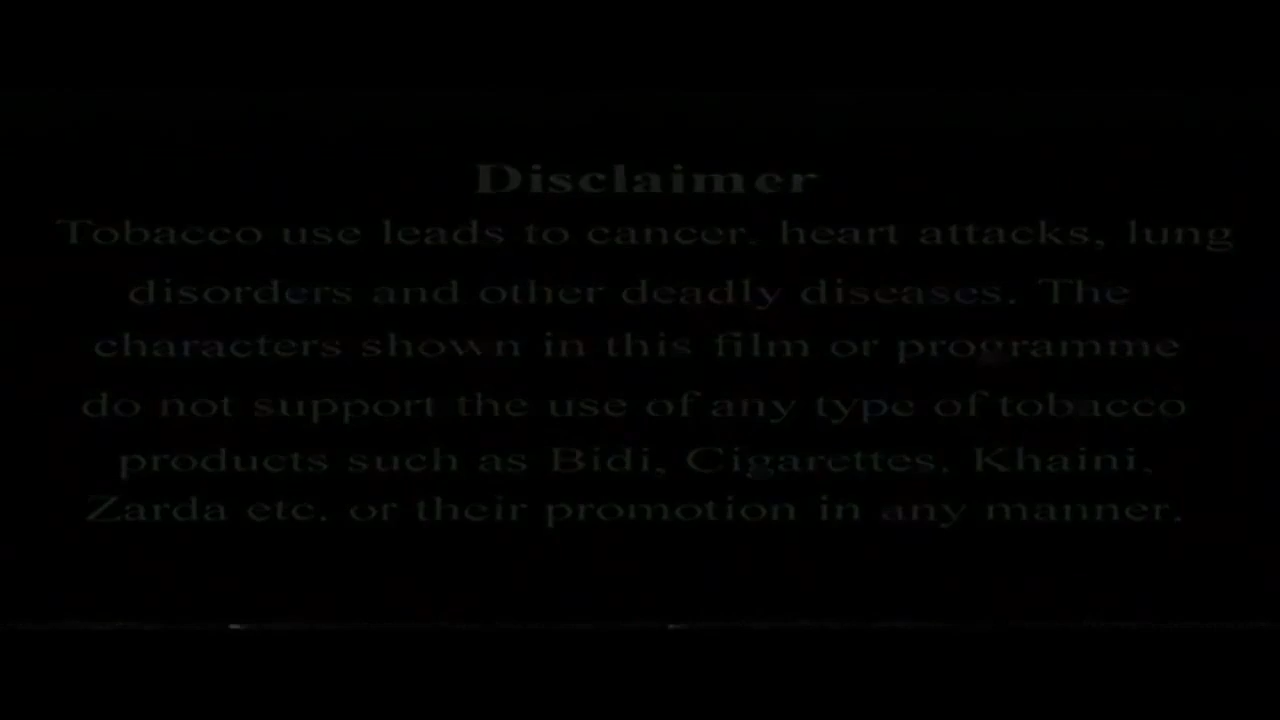 Disclaimer
Tobacco use leads to cancer. heart attacks, lung
disorders and other deadly diseases. The
characters shown in this film or programme
do not support the use of any type of tobacco
products such as Bidi, Cigarettes. Khaini,
Zarda etc. or their promotion in any manner.